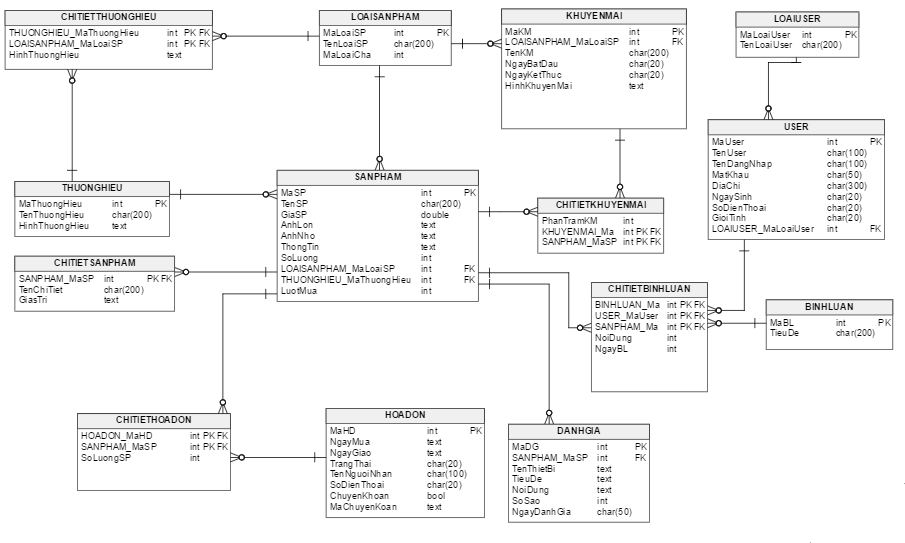 CHITIETTHUONGHIEU
THUONGHIEU_MaThuongHieu int PK FK
LOAISANPHAM_MaLoaiSP int PK FK
HinhThuongHieu text
LOAISANPHAM
MaLoaiSP int PK
TenLoaiSP char(200)
MaLoaiCha int
KHUYENMAI
MaKM int PK
LOAISANPHAM_MaLoaiSP int FK
TenKM char(200)
NgayBatDau char(20)
NgayKetThuc char(20)
HinhKhuyenMai text
LOAIUSER
MaLoaiUser int PK
TenLoaiUser char(200)
USER
MaUser int PK
TenUser char(100)
TenDangNhap char(100)
MatKhau char(50)
DiaChi char(300)
NgaySinh char(20)
SoDienThoai char(20)
GioiTinh char(20)
LOAIUSER_MaLoaiUser int FK
THUONGHIEU
MaThuongHieu int PK
TenThuongHieu char(200)
HinhThuongHieu text
SANPHAM
MaSP int PK
TenSP char(200)
GiaSP double
AnhLon text
AnhNho text
ThongTin text
SoLuong int
LOAISANPHAM_MaLoaiSP int FK
THUONGHIEU_MaThuongHieu int FK
LuotMua int
CHITIETKHUYENMAI
PhanTramKM int
KHUYENMAI_Ma int PK FK
SANPHAM_MaSP int PK FK
CHITIETSANPHAM
SANPHAM_MaSP int PK FK
TenChiTiet char(200)
GiasTri text
CHITIETBINHLUAN
BINHLUAN_Ma int PK FK
USER_MaUser int PK FK
SANPHAM_Ma int PK FK
NoiDung int
NgayBL int
BINHLUAN
MaBL int PK
TieuDe char(200)
CHITIETHOADON
HOADON_MaHD int PK FK
SANPHAM_MaSP int PK FK
SoLuongSP int
HOADON
MaHD int PK
NgayMua text
NgayGiao text
TrangThai char(20)
TenNguoiNhan char(100)
SoDienThoai char(20)
ChuyenKhoan bool
MaChuyenKoan text
DANHGIA
MaDG int PK
SANPHAM_MaSP int FK
TenThietBi text
TieuDe text
NoiDung text
SoSao int
NgayDanhGia char(50)